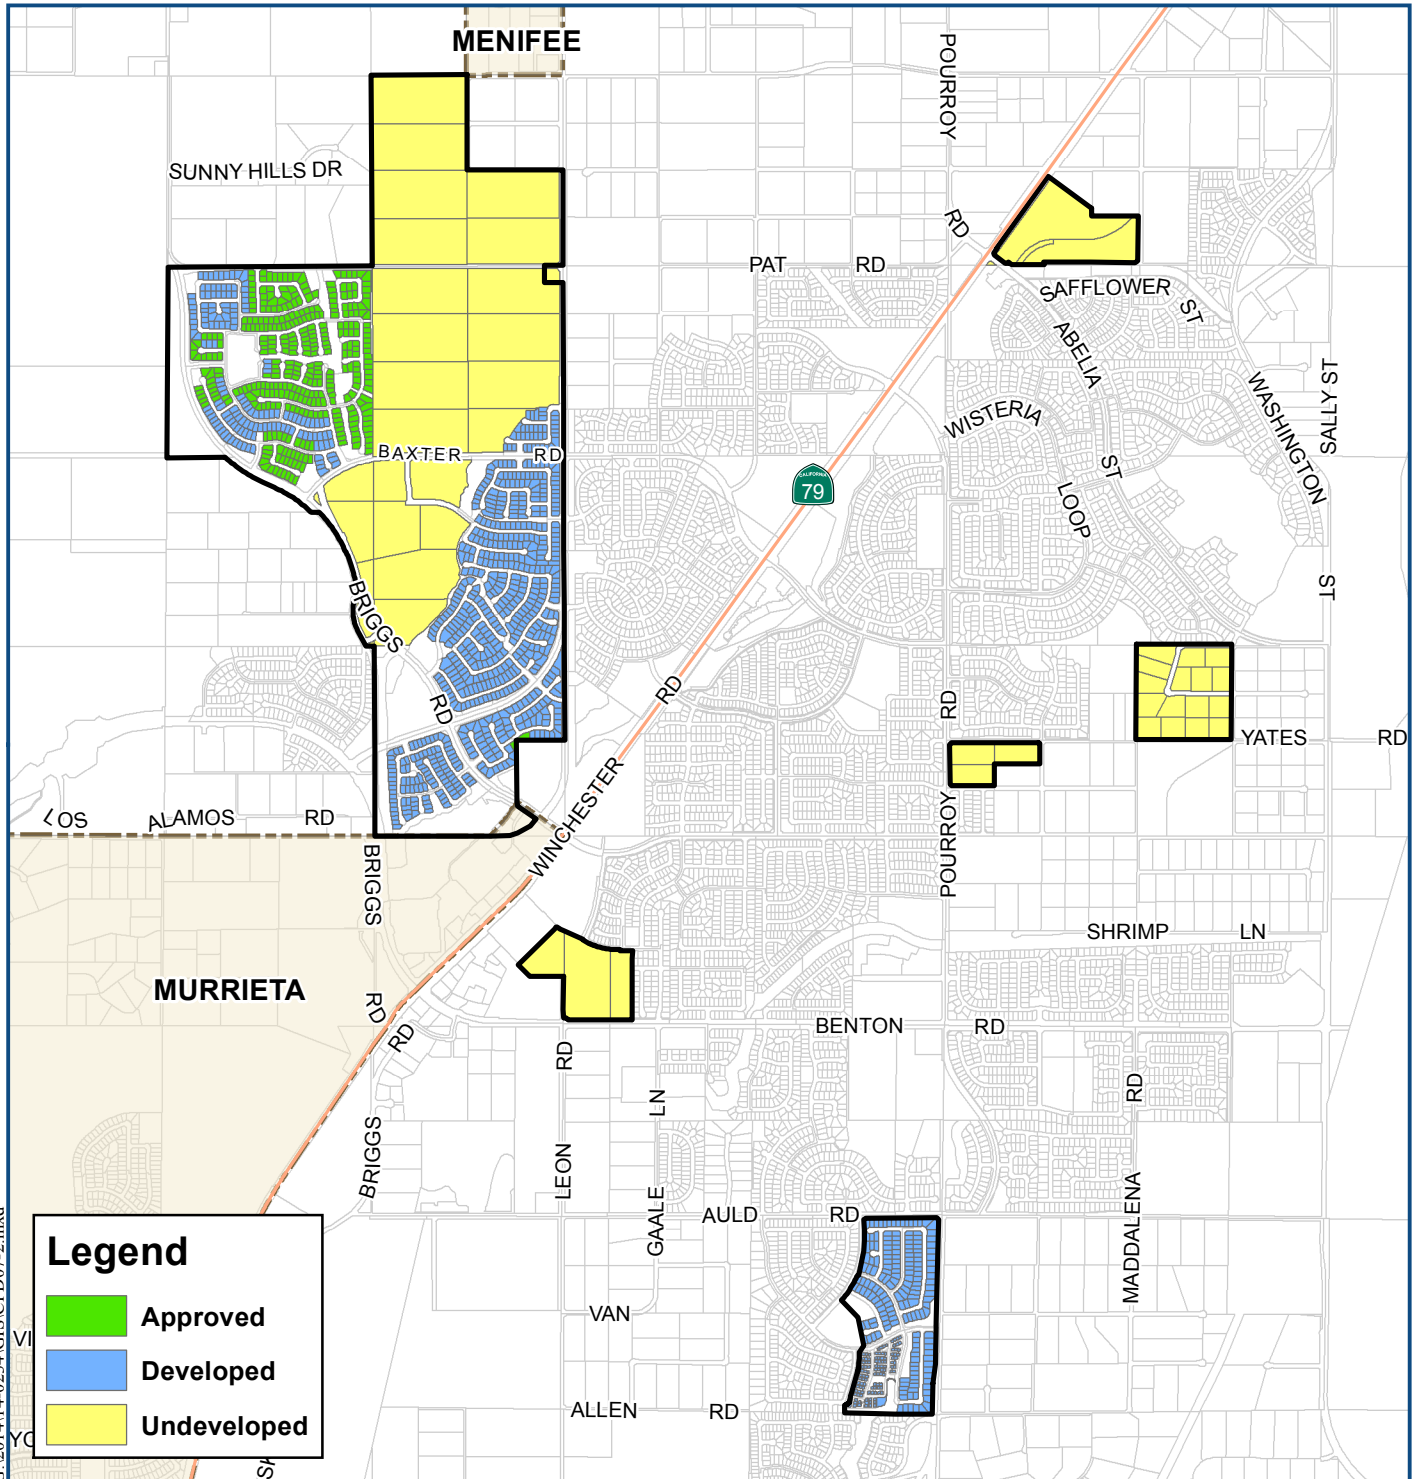 MENIFEE
POURROY
RD
SUNNY HILLS DR
PAT RD
SAFFLOWER
ST
ABELIA
ST
WISTERIA
LOOP
WASHINGTON
ST
SALLY ST
BAXTER RD
CALIFORNIA
79
BRIGGS
RD
RD
RD
YATES RD
LOS ALAMOS RD
WINCHESTER
POURROY
BRIGGS
RD
SHRIMP LN
MURRIETA
RD
BENTON RD
RD
LN
RD
BRIGGS
LEON
GAALE
AULD RD
MADDALENA
VAN
ALLEN RD
Legend
Approved
Developed
Undeveloped